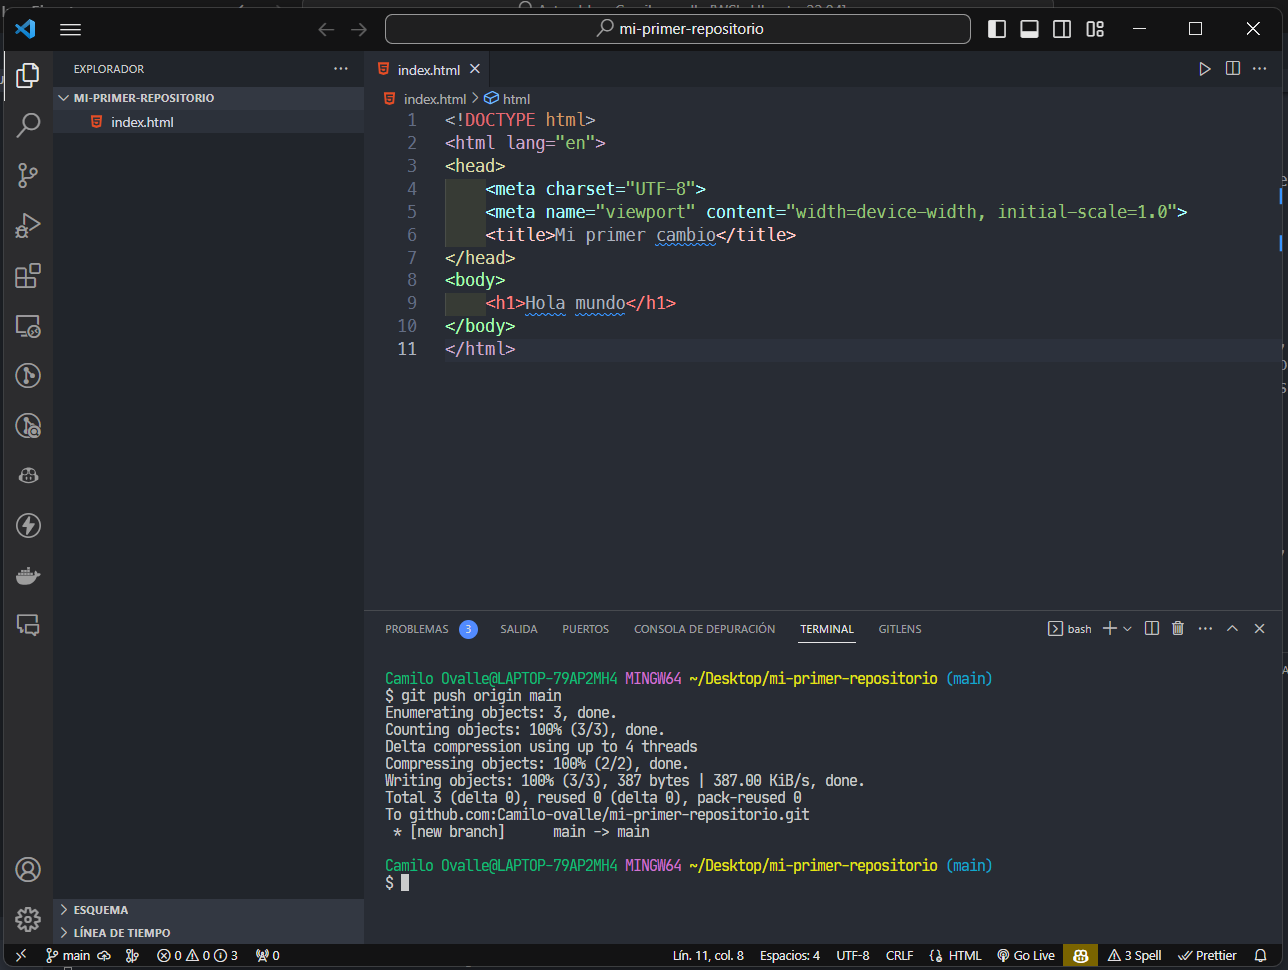 mi-primer-repositorio
EXPLORADOR
MI-PRIMER-REPOSITORIO
index.html
index.html
index.html > html
1 <!DOCTYPE html>
2 <html lang="en">
3 <head>
4 <meta charset="UTF-8">
5 <meta name="viewport" content="width=device-width, initial-scale=1.0">
6 <title>Mi primer cambio</title>
7 </head>
8 <body>
9 <h1>Hola mundo</h1>
10 </body>
11 </html>
PROBLEMAS 3 SALIDA PUERTOS CONSOLA DE DEPURACIÓN TERMINAL GITLENS bash
Camilo Ovalle@LAPTOP-79AP2MH4 MINGW64 ~/Desktop/mi-primer-repositorio (main)
$ git push origin main
Enumerating objects: 3, done.
Counting objects: 100% (3/3), done.
Delta compression using up to 4 threads
Compressing objects: 100% (2/2), done.
Writing objects: 100% (3/3), 387 bytes | 387.00 KiB/s, done.
Total 3 (delta 0), reused 0 (delta 0), pack-reused 0
To github.com:Camilo-ovalle/mi-primer-repositorio.git
* [new branch] main -> main
Camilo Ovalle@LAPTOP-79AP2MH4 MINGW64 ~/Desktop/mi-primer-repositorio (main)
$
ESQUEMA
LÍNEA DE TIEMPO
main 0 0 3 0 Lín. 11, col. 8 Espacios: 4 UTF-8 CRLF HTML Go Live 3 Spell Prettier